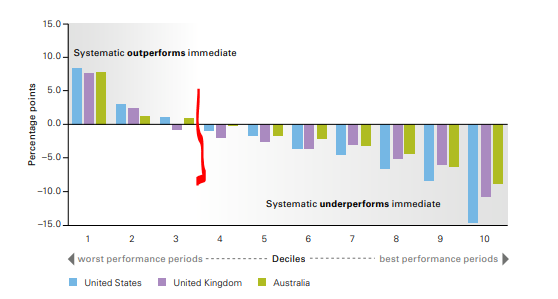 15.0
Systematic outperforms immediate
10.0
5.0
0.0
−5.0
−10.0
Systematic underperforms immediate
−15.0
Percentage points
1 2 3 4 5 6 7 8 9 10
worst performance periods Deciles best performance periods
United States United Kingdom Australia